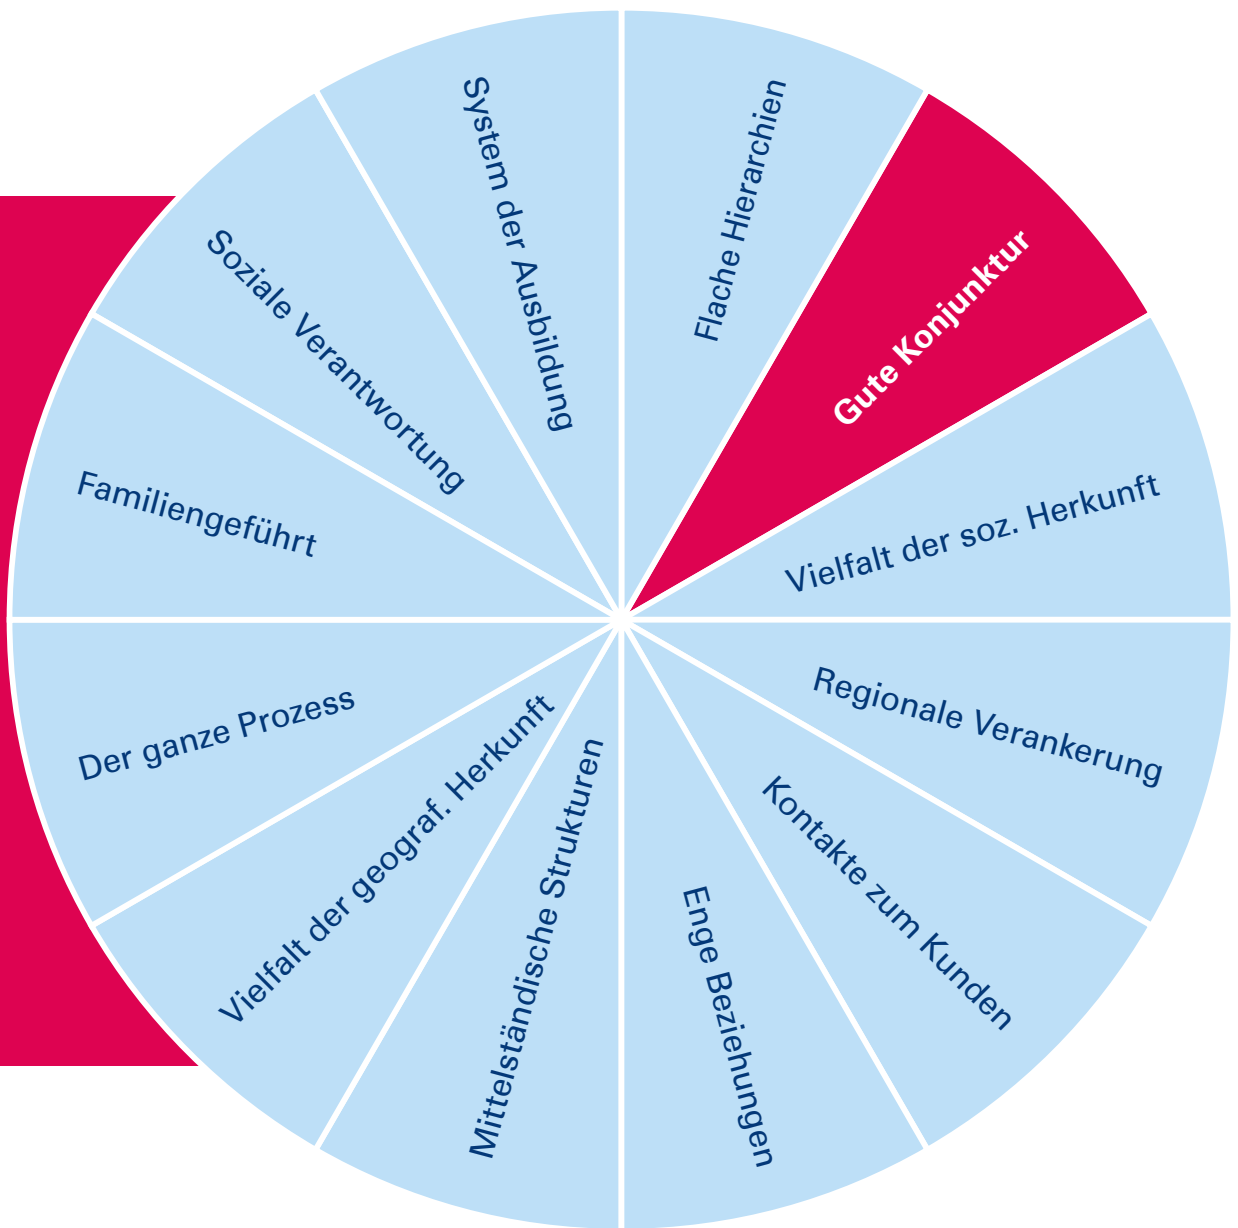 Flache Hierarchien
Gute Konjunktur
Vielfalt der soz. Herkunft
Regionale Verankerung
Kontakte zum Kunden
Enge Beziehungen
Mittelständische Strukturen
Vielfalt der geograf. Herkunft
Der ganze Prozess
Familiengeführt
Soziale Verantwortung
System der Ausbildung